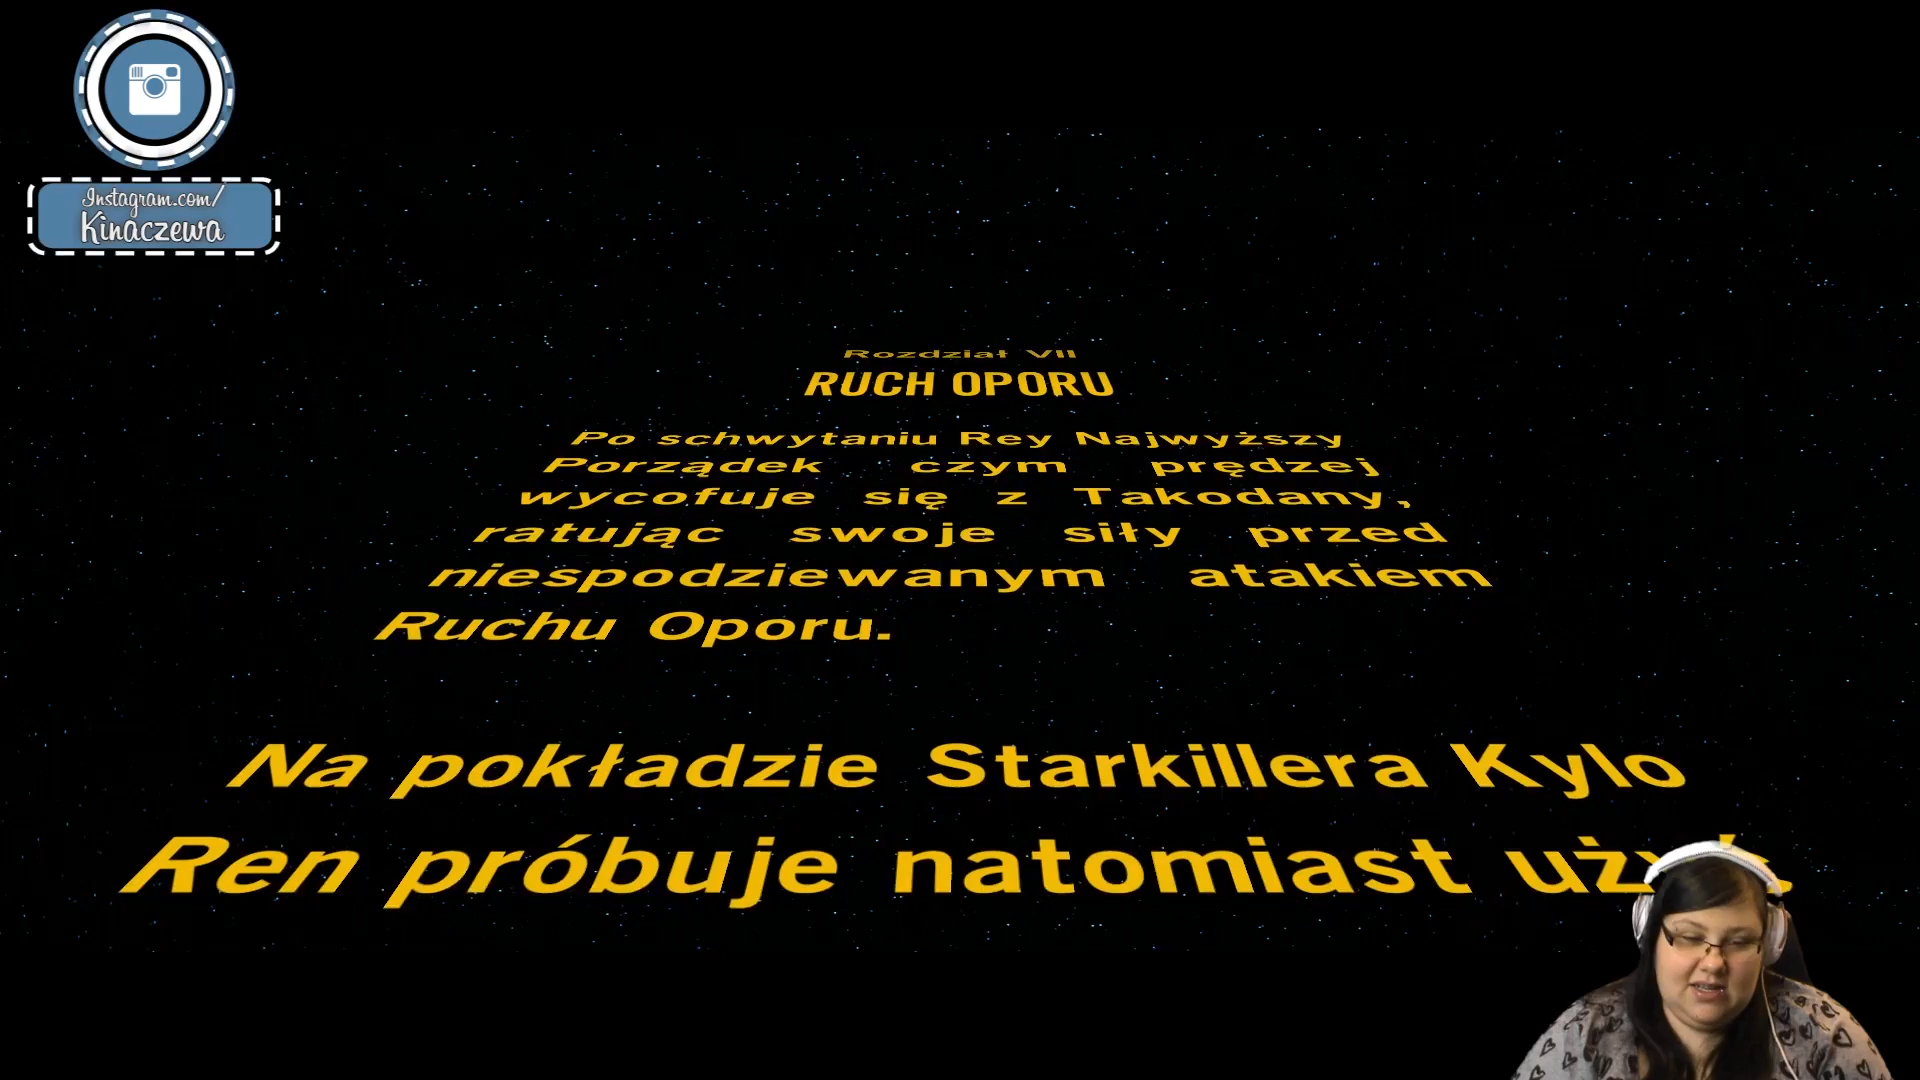 Instagram.com/
Kinaczewa
Rozdział VII
RUCH OPORU
Po schwytaniu Rey Najwyższy
Porządek czym prędzej
wycofuje się z Takodany,
ratując swoje siły przed
niespodziewanym atakiem
Ruchu Oporu.
Na pokładzie Starkillera Kylo
Ren próbuje natomiast